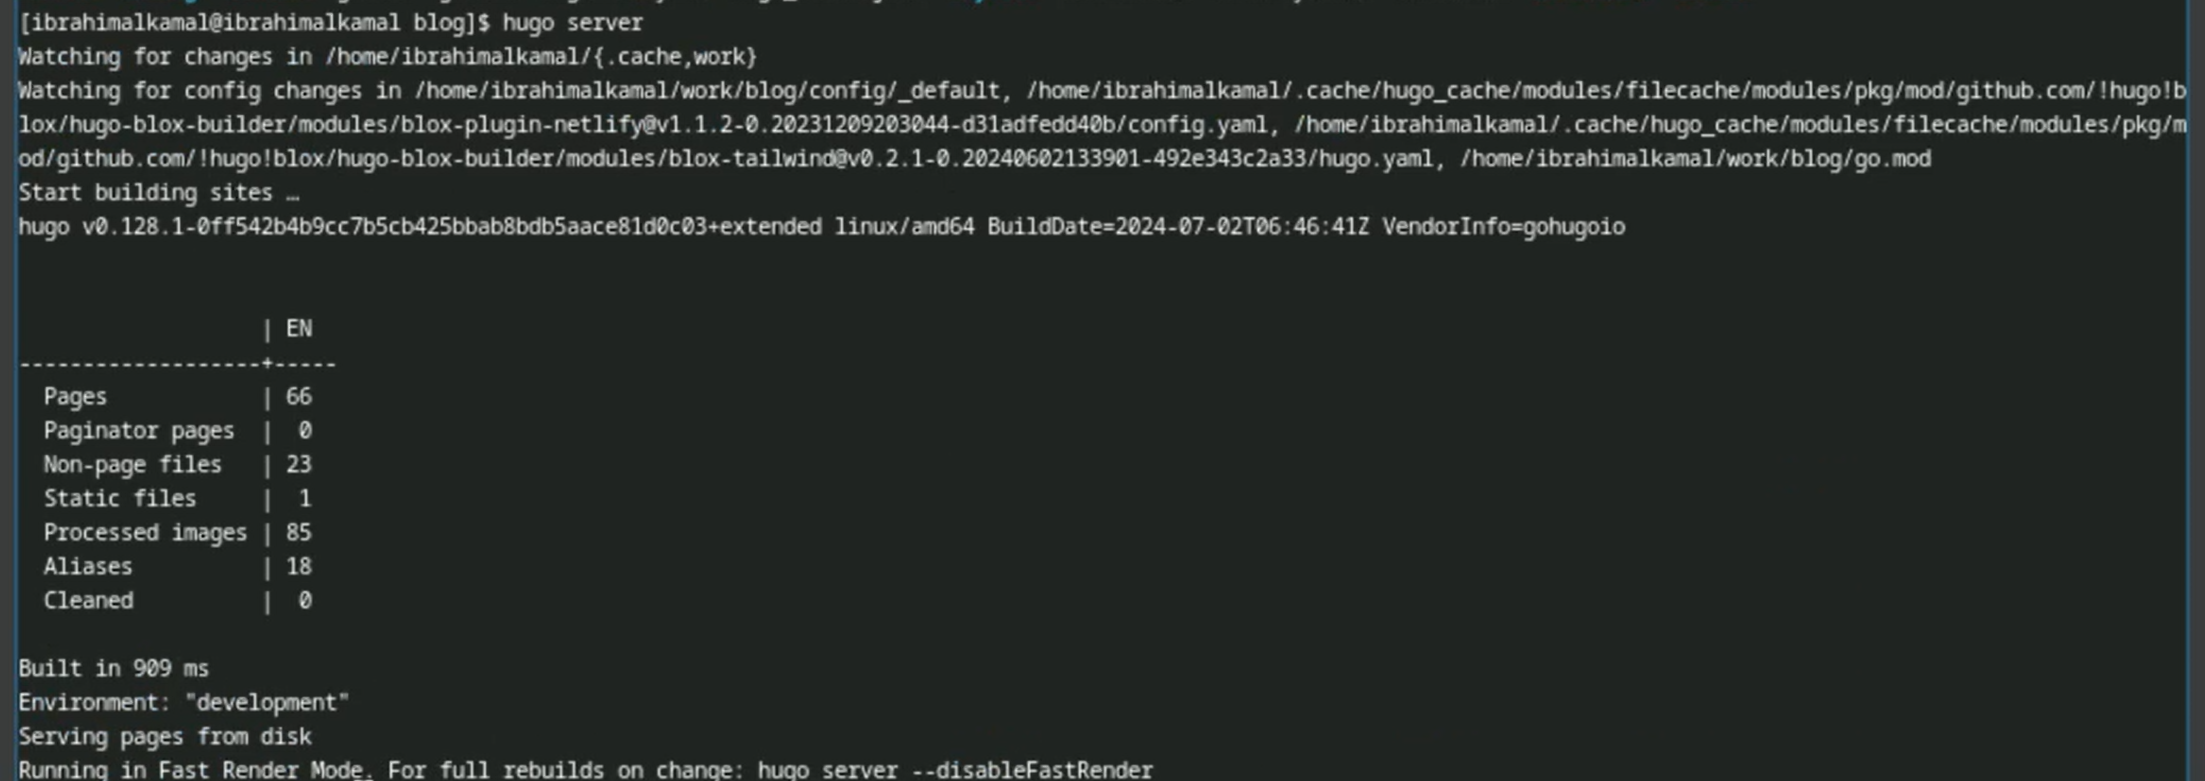 [ibrahimalkamal@ibrahimalkamal blog]$ hugo server
Watching for changes in /home/ibrahimalkamal/{.cache,work}
Watching for config changes in /home/ibrahimalkamal/work/blog/config/_default, /home/ibrahimalkamal/.cache/hugo_cache/modules/filecache/modules/pkg/mod/github.com/!hugo!b
lox/hugo-blox-builder/modules/blox-plugin-netlify@v1.1.2-0.20231209203044-d31adfedd40b/config.yaml, /home/ibrahimalkamal/.cache/hugo_cache/modules/filecache/modules/pkg/m
od/github.com/!hugo!blox/hugo-blox-builder/modules/blox-tailwind@v0.2.1-0.20240602133901-492e343c2a33/hugo.yaml, /home/ibrahimalkamal/work/blog/go.mod
Start building sites …
hugo v0.128.1-0ff542b4b9cc7b5cb425bbab8bdb5aace81d0c03+extended linux/amd64 BuildDate=2024-07-02T06:46:41Z VendorInfo=gohugoio
                   | EN
-------------------+-----
  Pages            | 66
  Paginator pages  |  0
  Non-page files   | 23
  Static files     |  1
  Processed images | 85
  Aliases          | 18
  Cleaned          |  0
Built in 909 ms
Environment: "development"
Serving pages from disk
Running in Fast Render Mode. For full rebuilds on change: hugo server --disableFastRender